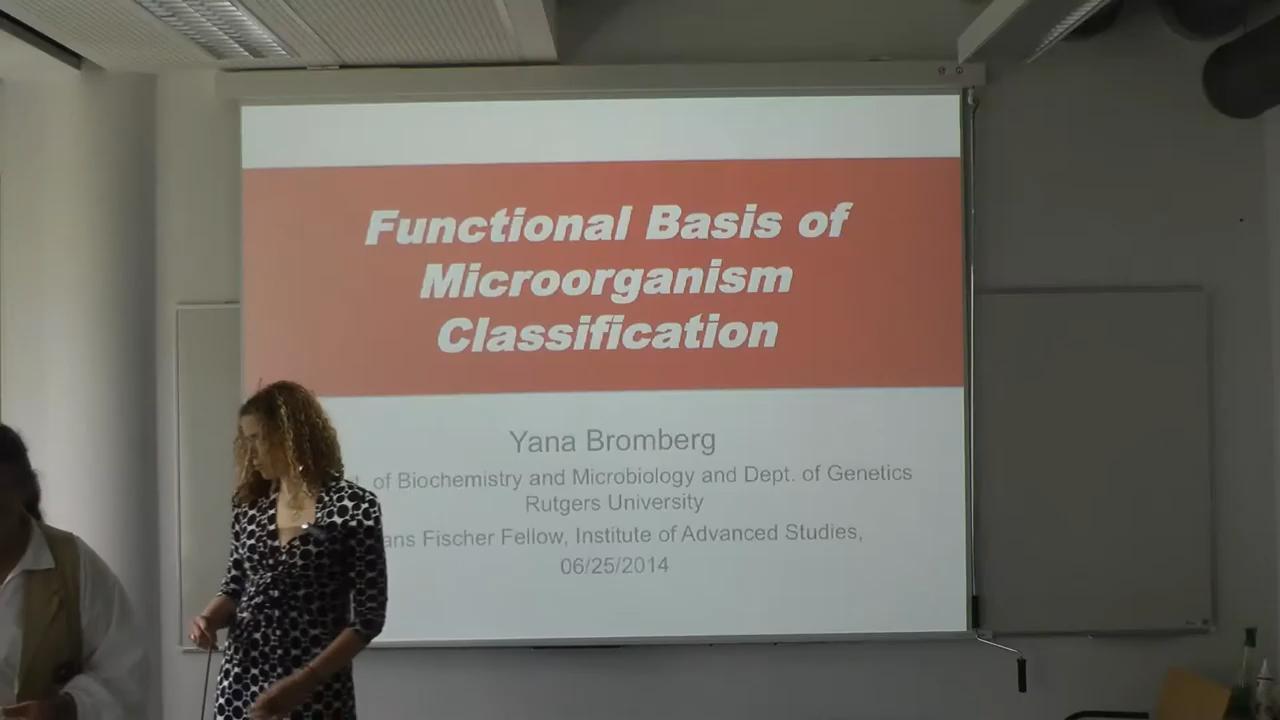 Functional Basis of
Microorganism
Classification
Yana Bromberg
of Biochemistry and Microbiology and Dept. of Genetics
Rutgers University
Fischer Fellow, Institute of Advanced Studies,
06/25/2014